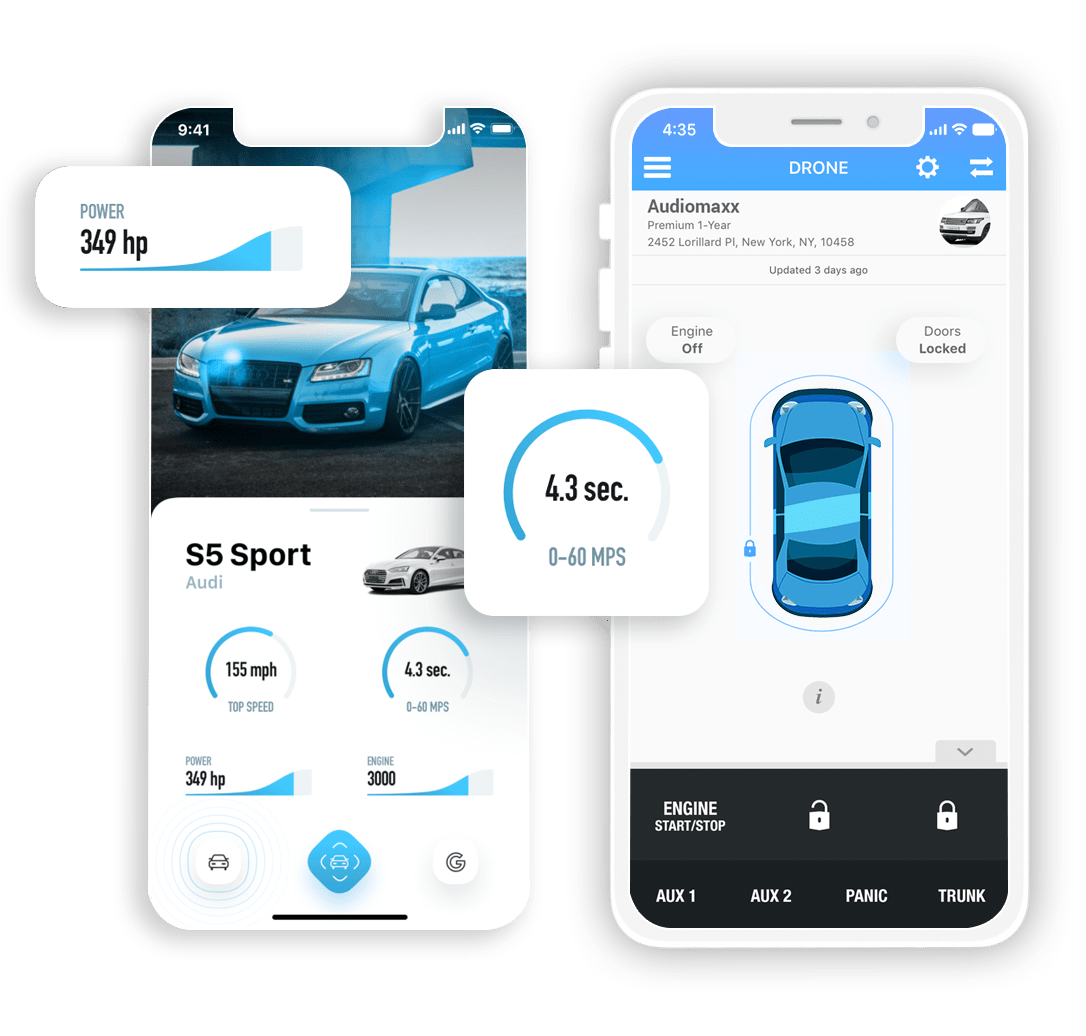 9:41
POWER
349 hp
4.3 sec.
0-60 MPS
S5 Sport
Audi
155 mph
TOP SPEED
4.3 sec.
0-60 MPS
POWER
349 hp
ENGINE
3000
4:35
DRONE
Audiomaxx
Premium 1-Year
2452 Lorillard Pl, New York, NY, 10458
Updated 3 days ago
Engine
Off
Doors
Locked
i
ENGINE
START/STOP
AUX 1
AUX 2
PANIC
TRUNK